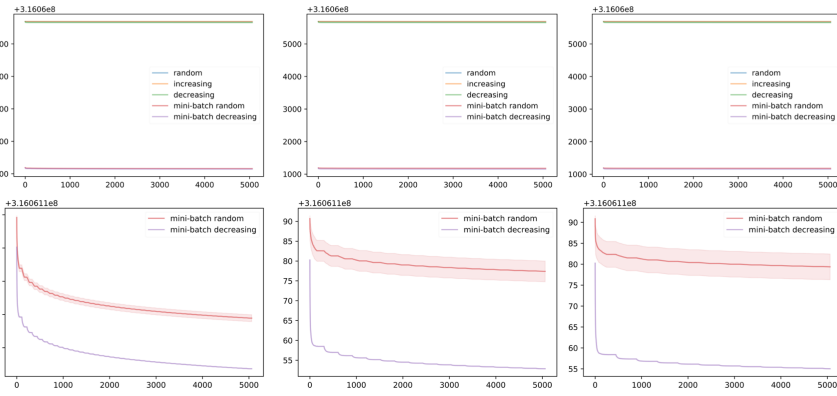 +3.1606e8 +3.1606e8 +3.1606e8
5000 5000
random random random
increasing increasing increasing
4000 4000
decreasing decreasing decreasing
mini-batch random mini-batch random mini-batch random
3000 3000
mini-batch decreasing mini-batch decreasing mini-batch decreasing
2000 2000
1000 1000
0 1000 2000 3000 4000 5000 0 1000 2000 3000 4000 5000 0 1000 2000 3000 4000 5000
+3.160611e8 +3.160611e8 +3.160611e8
mini-batch random 90 mini-batch random 90 mini-batch random
mini-batch decreasing 85 mini-batch decreasing 85 mini-batch decreasing
80 80
75 75
70 70
65 65
60 60
55 55
0 1000 2000 3000 4000 5000 0 1000 2000 3000 4000 5000 0 1000 2000 3000 4000 5000